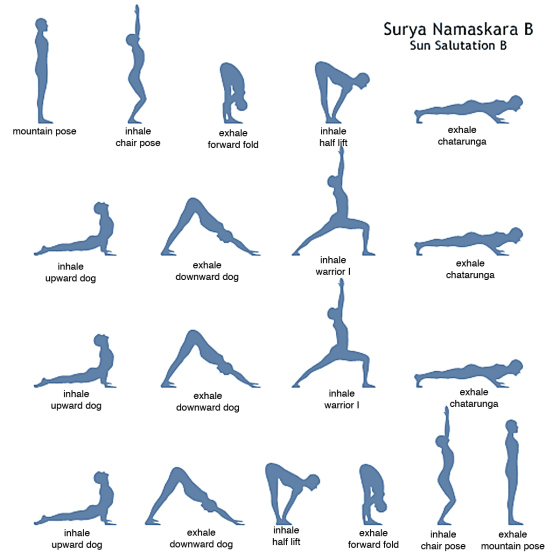 Surya Namaskara B
Sun Salutation B
mountain pose
inhale
chair pose
exhale
forward fold
inhale
half lift
exhale
chatarunga
inhale
upward dog
exhale
downward dog
inhale
warrior I
exhale
chatarunga
inhale
upward dog
exhale
downward dog
inhale
warrior I
exhale
chatarunga
inhale
upward dog
exhale
downward dog
inhale
half lift
exhale
forward fold
inhale
chair pose
exhale
mountain pose